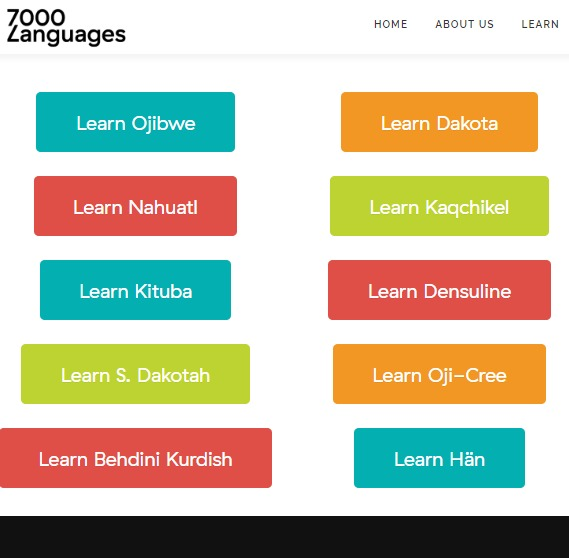 7000
Languages
HOME ABOUT US LEARN
Learn Ojibwe
Learn Dakota
Learn Nahuatl
Learn Kaqchikel
Learn Kituba
Learn Densuline
Learn S. Dakotah
Learn Oji-Cree
Learn Behdini Kurdish
Learn Hän